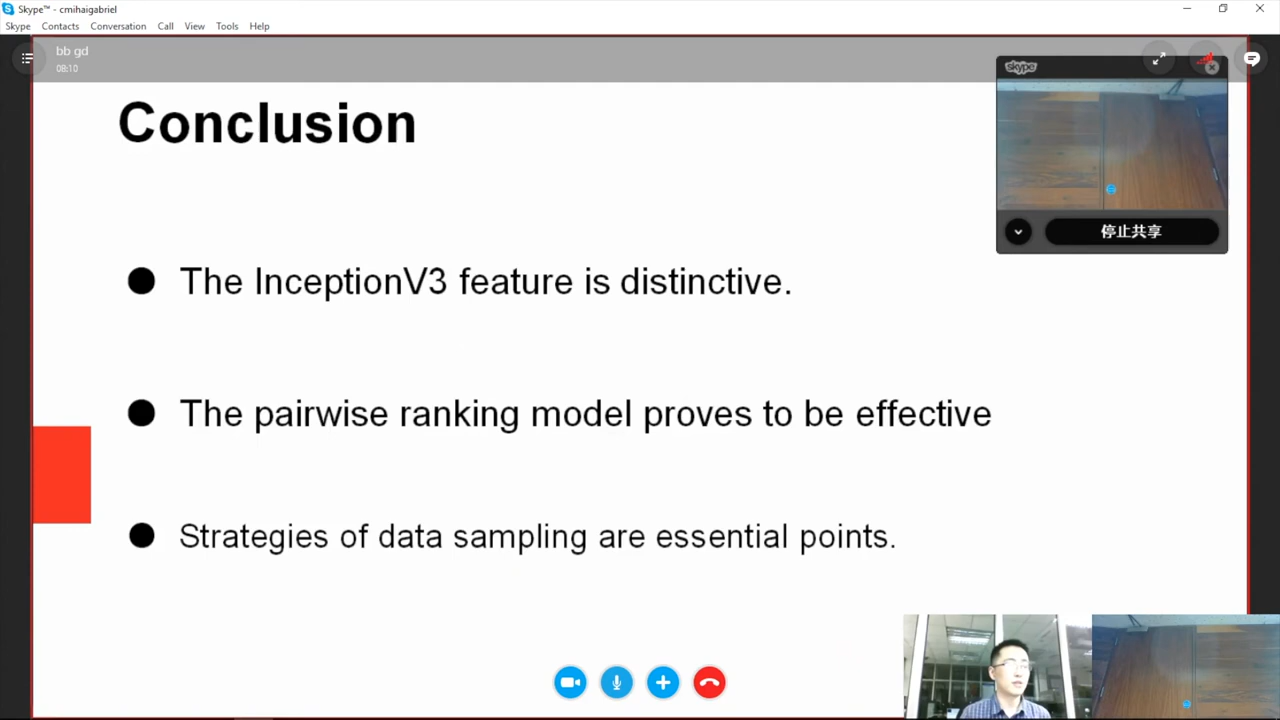 Skype™ - cmihaigabriel
Skype Contacts Conversation Call View Tools Help
bb gd
08:10
skype
停止共享
Conclusion
● The InceptionV3 feature is distinctive.
● The pairwise ranking model proves to be effective
● Strategies of data sampling are essential points.